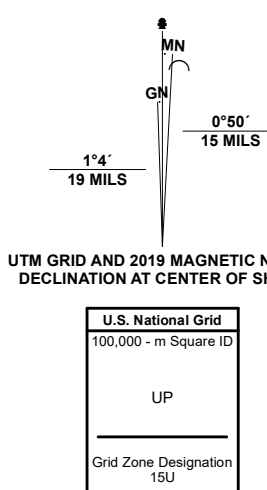 MN
GN
0°50´
15 MILS
1°4´
19 MILS
UTM GRID AND 2019 MAGNETIC N
DECLINATION AT CENTER OF SH
U.S. National Grid
100,000 - m Square ID
UP
Grid Zone Designation
15U